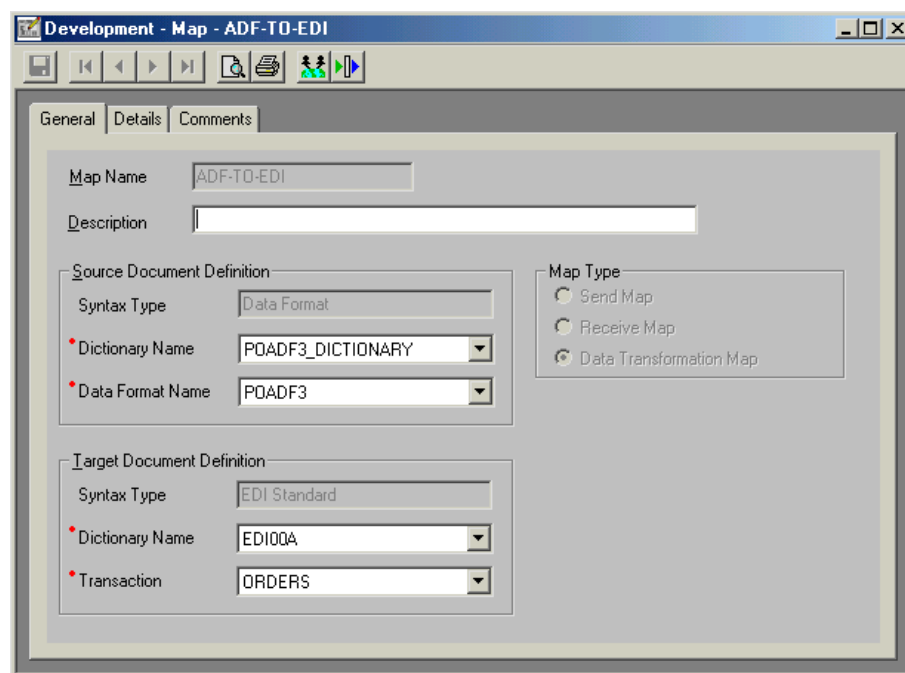 Development - Map - ADF-TO-EDI
General Details Comments
Map Name ADF-TO-EDI
Description
Source Document Definition
Syntax Type Data Format
Dictionary Name POADF3_DICTIONARY
Data Format Name POADF3
Map Type
Send Map
Receive Map
Data Transformation Map
Target Document Definition
Syntax Type EDI Standard
Dictionary Name EDI00A
Transaction ORDERS